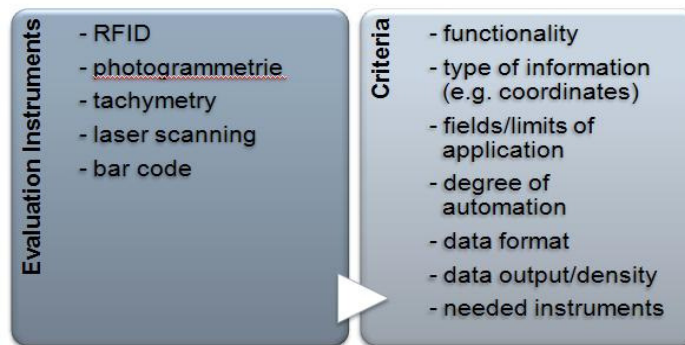 Evaluation Instruments
- RFID
- photogrammetrie
- tachymetry
- laser scanning
- bar code
Criteria
- functionality
- type of information
(e.g. coordinates)
- fields/limits of
application
- degree of
automation
- data format
- data output/density
- needed instruments